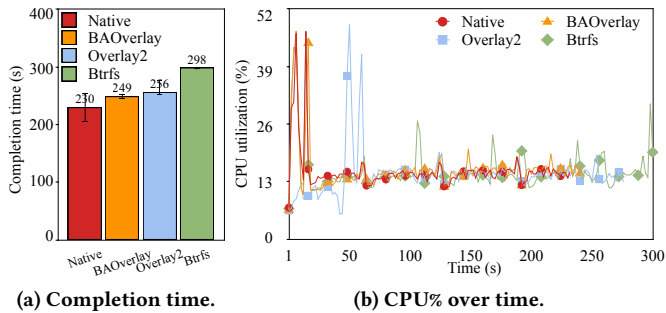 Native
BAOverlay
Overlay2
Btrfs
400
300
200
100
0
Completion time (s)
230
249
256
298
Native
BAOverlay
Overlay2
Btrfs
(a) Completion time.
Native
BAOverlay
Overlay2
Btrfs
52
39
26
13
0
CPU utilization (%)
1
50
100
150
200
250
300
Time (s)
(b) CPU% over time.